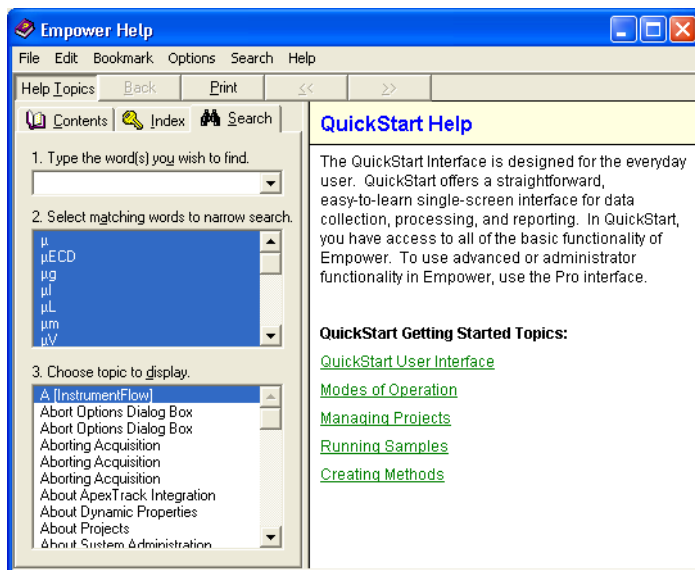 Empower Help
File Edit Bookmark Options Search Help
Help Topics Back Print << >>
Contents Index Search
1. Type the word(s) you wish to find.
2. Select matching words to narrow search.
µ
µECD
µg
µl
µL
µm
µV
3. Choose topic to display.
A [InstrumentFlow]
Abort Options Dialog Box
Abort Options Dialog Box
Aborting Acquisition
Aborting Acquisition
Aborting Acquisition
About ApexTrack Integration
About Dynamic Properties
About Projects
About System Administration
QuickStart Help
The QuickStart Interface is designed for the everyday
user. QuickStart offers a straightforward,
easy-to-learn single-screen interface for data
collection, processing, and reporting. In QuickStart,
you have access to all of the basic functionality of
Empower. To use advanced or administrator
functionality in Empower, use the Pro interface.
QuickStart Getting Started Topics:
QuickStart User Interface
Modes of Operation
Managing Projects
Running Samples
Creating Methods